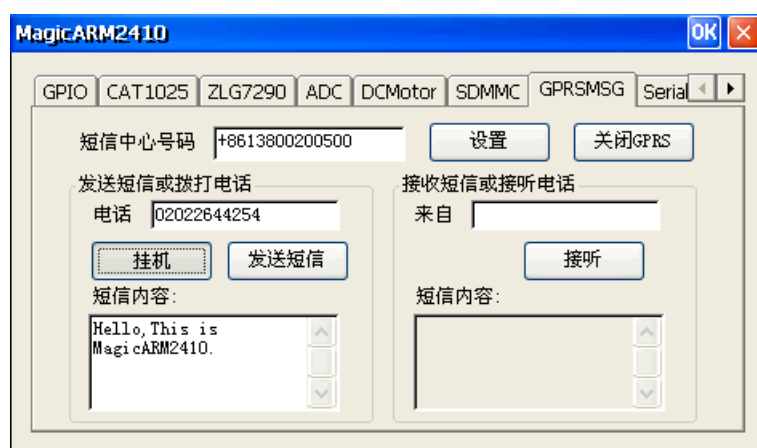 MagicARM2410 OK
GPIO CAT1025 ZLG7290 ADC DCMotor SDMMC GPRSMSG Serial
短信中心号码 +8613800200500 设置 关闭GPRS
发送短信或拨打电话 接收短信或接听电话
电话 02022644254 来自
挂机 发送短信 接听
短信内容: 短信内容:
Hello,This is
MagicARM2410.